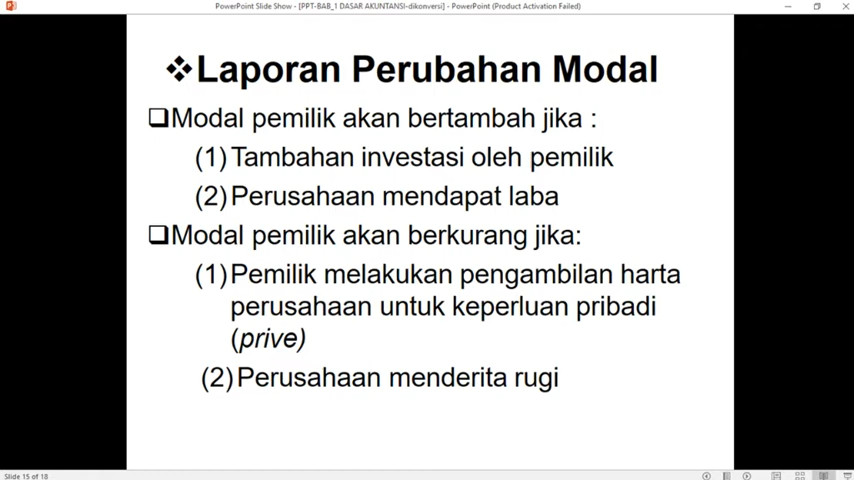 PowerPoint Slide Show - [PPT-BAB_1 DASAR AKUNTANSI-dikonversi] - PowerPoint (Product Activation Failed)
❖Laporan Perubahan Modal
❑Modal pemilik akan bertambah jika :
(1) Tambahan investasi oleh pemilik
(2) Perusahaan mendapat laba
❑Modal pemilik akan berkurang jika:
(1) Pemilik melakukan pengambilan harta
perusahaan untuk keperluan pribadi
(prive)
(2) Perusahaan menderita rugi
Slide 15 of 18